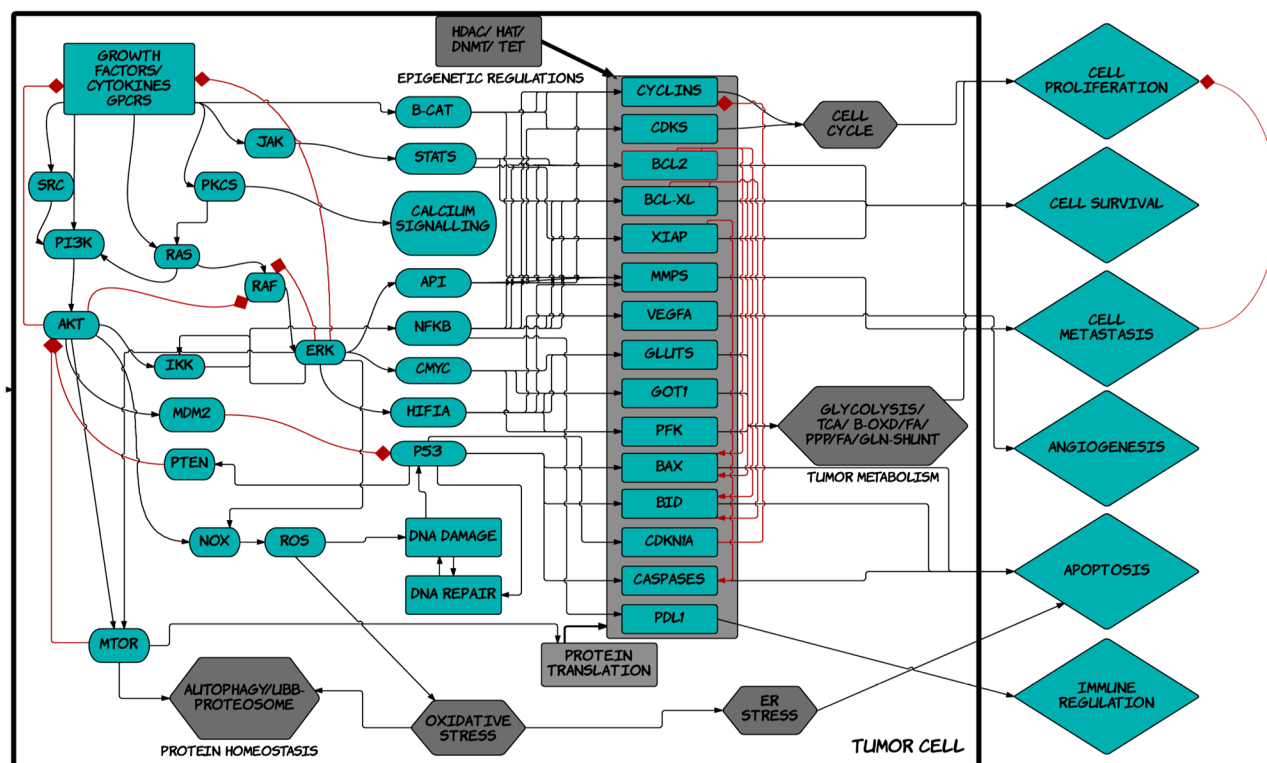 HDAC/ HAT/
DNMT/ TET
EPIGENETIC REGULATIONS
GROWTH
FACTORS/
CYTOKINES
GPCRS
B-CAT
JAK
STATS
SRC
PKCS
CALCIUM
SIGNALLING
PI3K
RAS
RAF
API
AKT
NFKB
IKK
ERK
CMYC
MDM2
HIFIA
PTEN
P53
NOX
ROS
DNA DAMAGE
DNA REPAIR
MTOR
PROTEIN
TRANSLATION
AUTOPHAGY/UBB-
PROTEOSOME
PROTEIN HOMEOSTASIS
OXIDATIVE
STRESS
ER
STRESS
CYCLINS
CDKS
BCL2
BCL-XL
XIAP
MMPS
VEGFA
GLUTS
GOT1
PFK
BAX
BID
CDKN1A
CASPASES
PDL1
CELL
CYCLE
GLYCOLYSIS/
TCA/ B-OXD/FA/
PPP/FA/GLN-SHUNT
TUMOR METABOLISM
TUMOR CELL
CELL
PROLIFERATION
CELL SURVIVAL
CELL
METASTASIS
ANGIOGENESIS
APOPTOSIS
IMMUNE
REGULATION